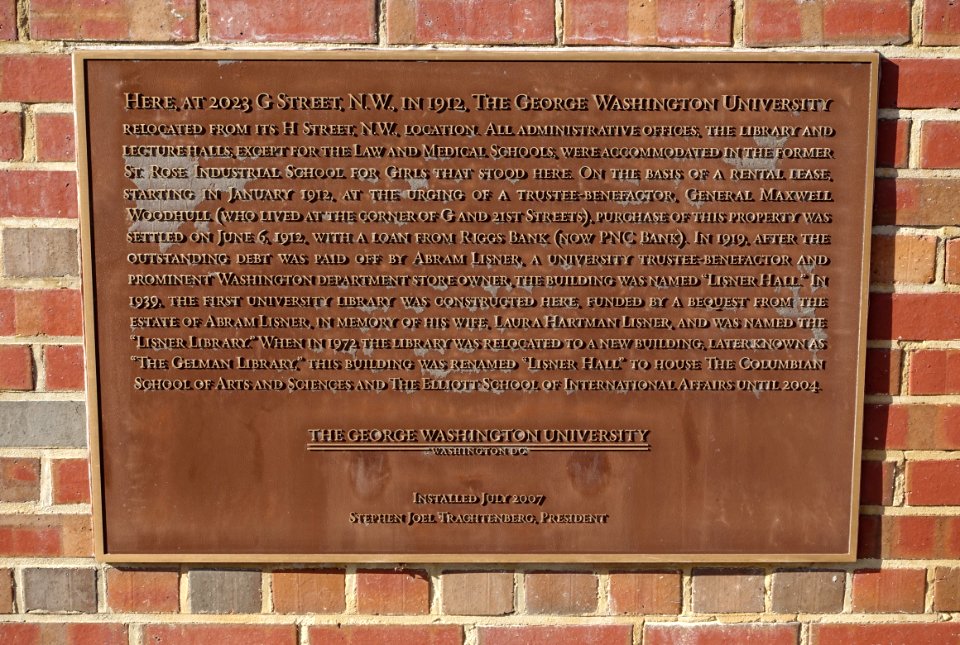 Here, at 2023 G Street, N.W., in 1912, The George Washington University
relocated from its H Street, N.W., location. All administrative offices, the library and
lecture halls, except for the Law and Medical Schools, were accommodated in the former
St. Rose Industrial School for Girls that stood here. On the basis of a rental lease,
starting in January 1912, at the urging of a trustee-benefactor, General Maxwell
Woodhull (who lived at the corner of G and 21st Streets), purchase of this property was
settled on June 6, 1912, with a loan from Riggs Bank (now PNC Bank). In 1919, after the
outstanding debt was paid off by Abram Lisner, a university trustee-benefactor and
prominent Washington department store owner, the building was named "Lisner Hall." In
1939, the first university library was constructed here, funded by a bequest from the
estate of Abram Lisner, in memory of his wife, Laura Hartman Lisner, and was named the
"Lisner Library." When in 1972 the library was relocated to a new building, later known as
"The Gelman Library," this building was renamed "Lisner Hall" to house The Columbian
School of Arts and Sciences and The Elliott School of International Affairs until 2004.
THE GEORGE WASHINGTON UNIVERSITY
WASHINGTON DC
Installed July 2007
Stephen Joel Trachtenberg, President